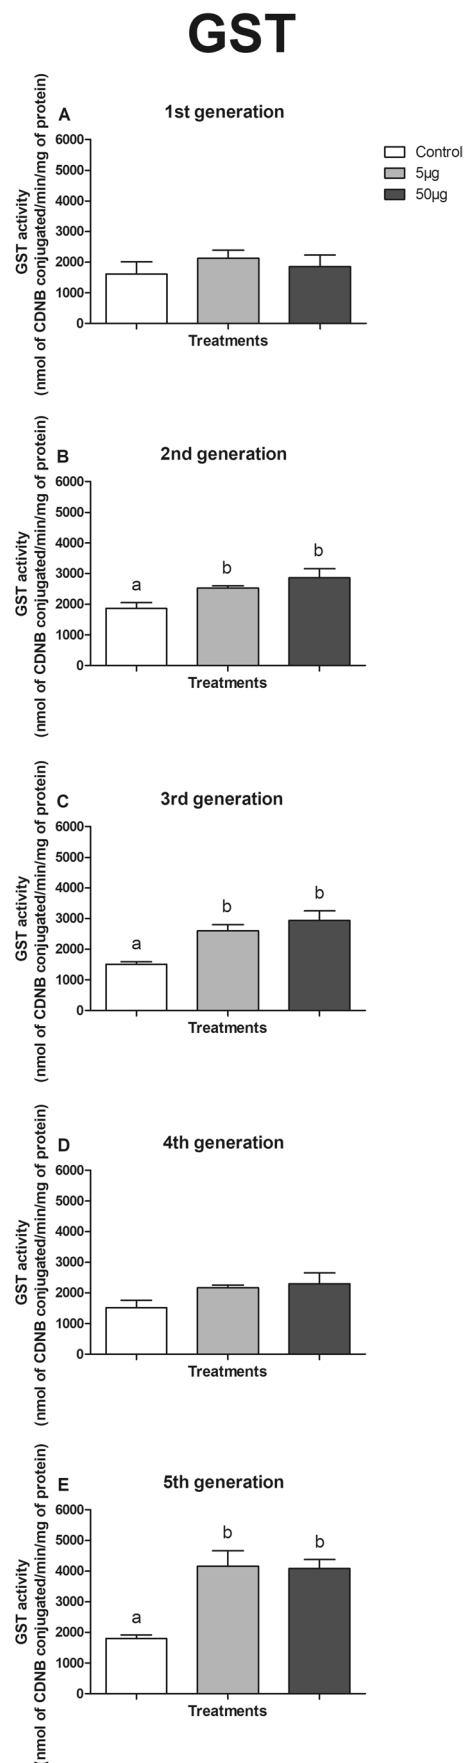 GST
A
1st generation
GST activity
(nmol of CDNB conjugated/min/mg of protein)
6000
5000
4000
3000
2000
1000
0
Treatments
Control
5µg
50µg
B
2nd generation
GST activity
(nmol of CDNB conjugated/min/mg of protein)
6000
5000
4000
3000
2000
1000
0
a
b
b
Treatments
C
3rd generation
GST activity
(nmol of CDNB conjugated/min/mg of protein)
6000
5000
4000
3000
2000
1000
0
a
b
b
Treatments
D
4th generation
GST activity
(nmol of CDNB conjugated/min/mg of protein)
6000
5000
4000
3000
2000
1000
0
Treatments
E
5th generation
GST activity
(nmol of CDNB conjugated/min/mg of protein)
6000
5000
4000
3000
2000
1000
0
a
b
b
Treatments